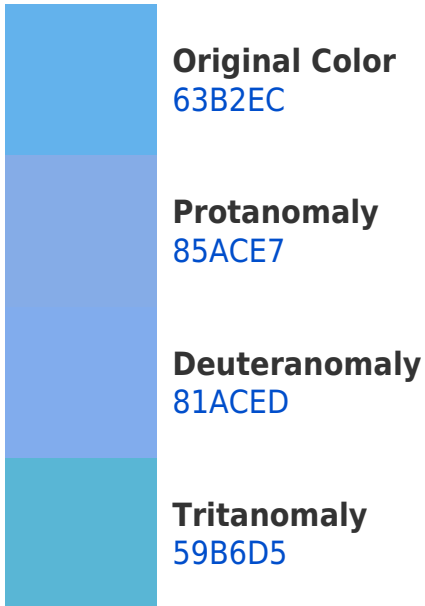 Original Color
63B2EC
Protanomaly
85ACE7
Deuteranomaly
81ACED
Tritanomaly
59B6D5